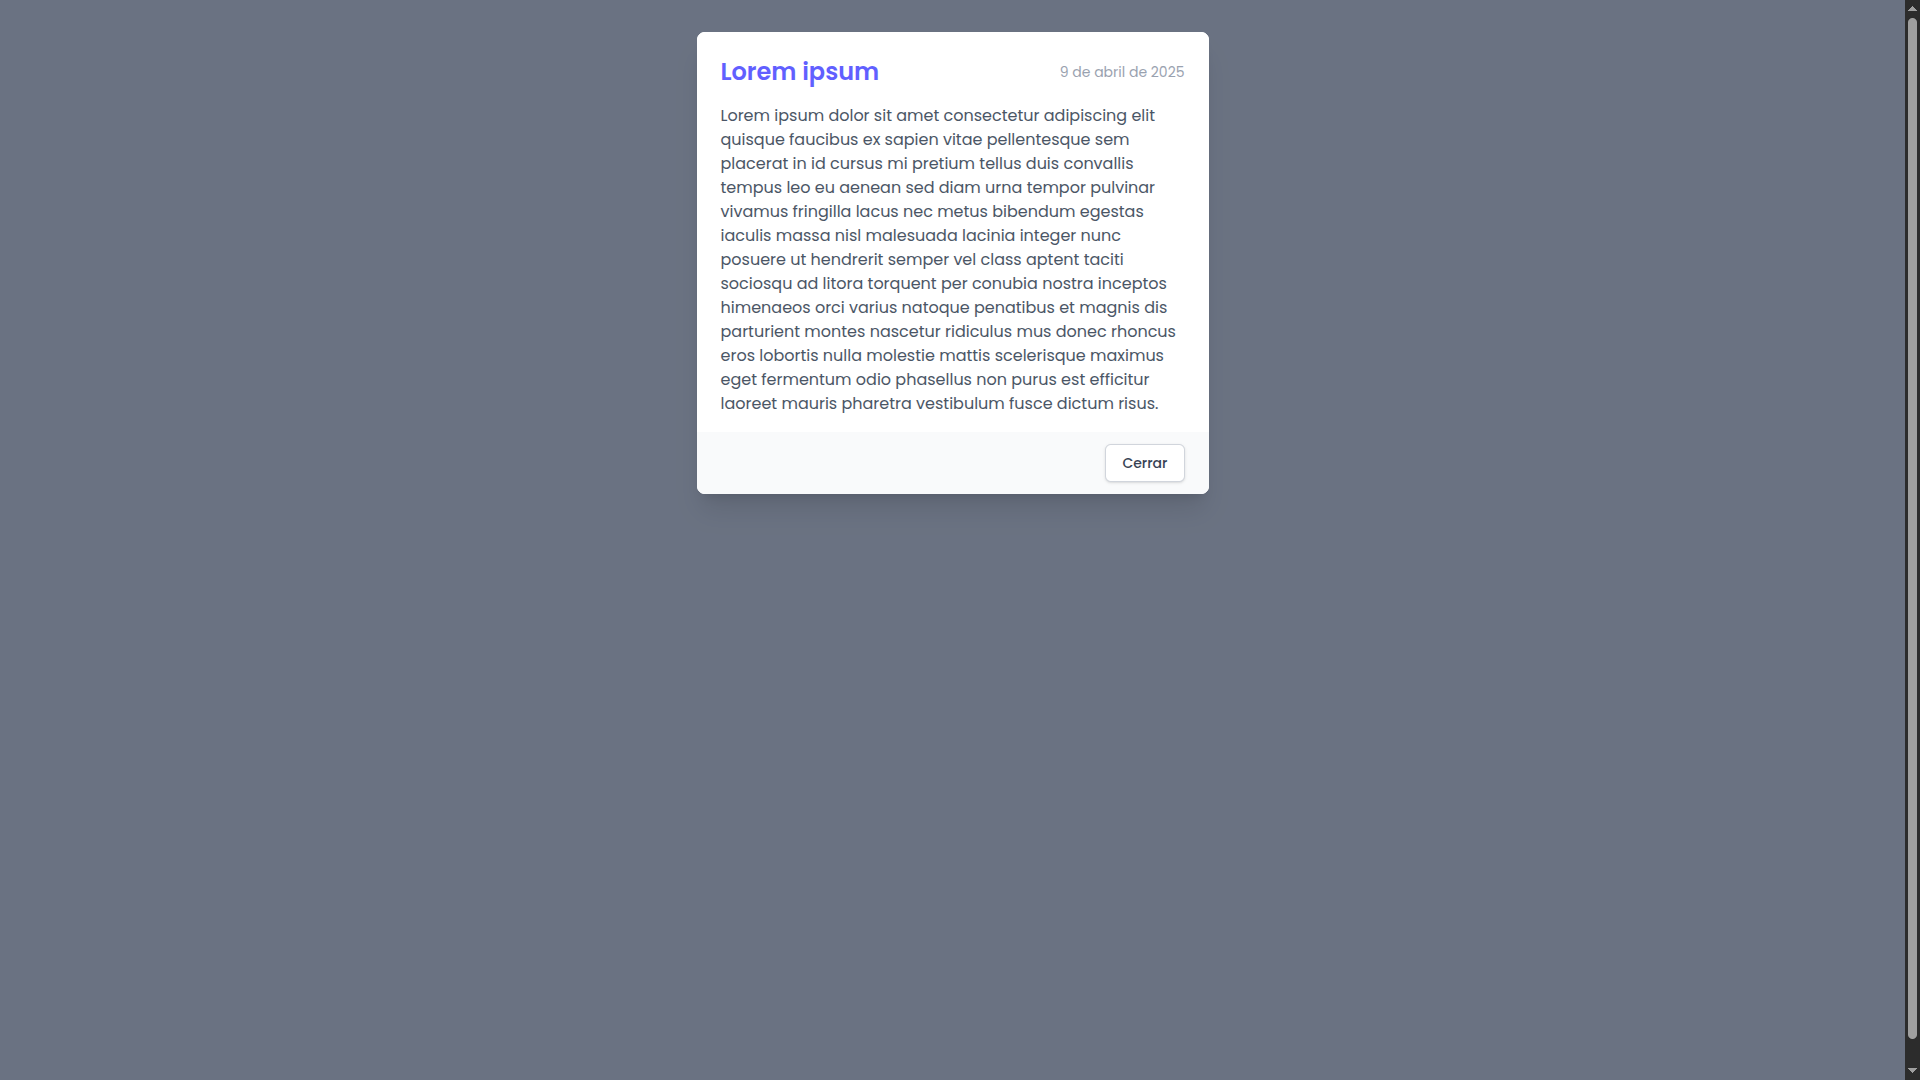 Lorem ipsum
9 de abril de 2025
Lorem ipsum dolor sit amet consectetur adipiscing elit
quisque faucibus ex sapien vitae pellentesque sem
placerat in id cursus mi pretium tellus duis convallis
tempus leo eu aenean sed diam urna tempor pulvinar
vivamus fringilla lacus nec metus bibendum egestas
iaculis massa nisl malesuada lacinia integer nunc
posuere ut hendrerit semper vel class aptent taciti
sociosqu ad litora torquent per conubia nostra inceptos
himenaeos orci varius natoque penatibus et magnis dis
parturient montes nascetur ridiculus mus donec rhoncus
eros lobortis nulla molestie mattis scelerisque maximus
eget fermentum odio phasellus non purus est efficitur
laoreet mauris pharetra vestibulum fusce dictum risus.
Cerrar